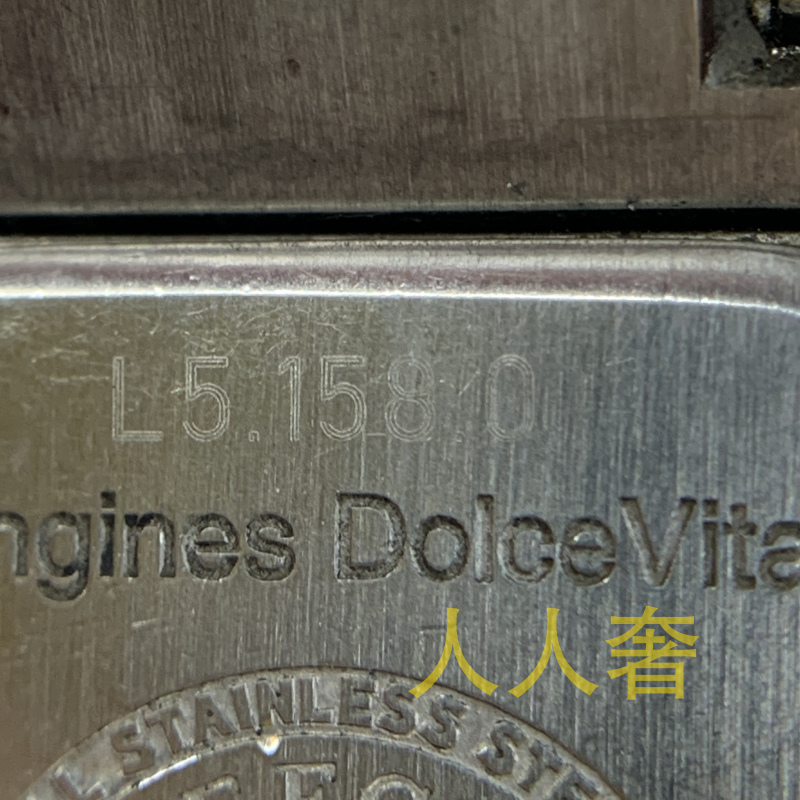 L5.158.0
ngines DolceVita
人人奢
L STAINLESS STE